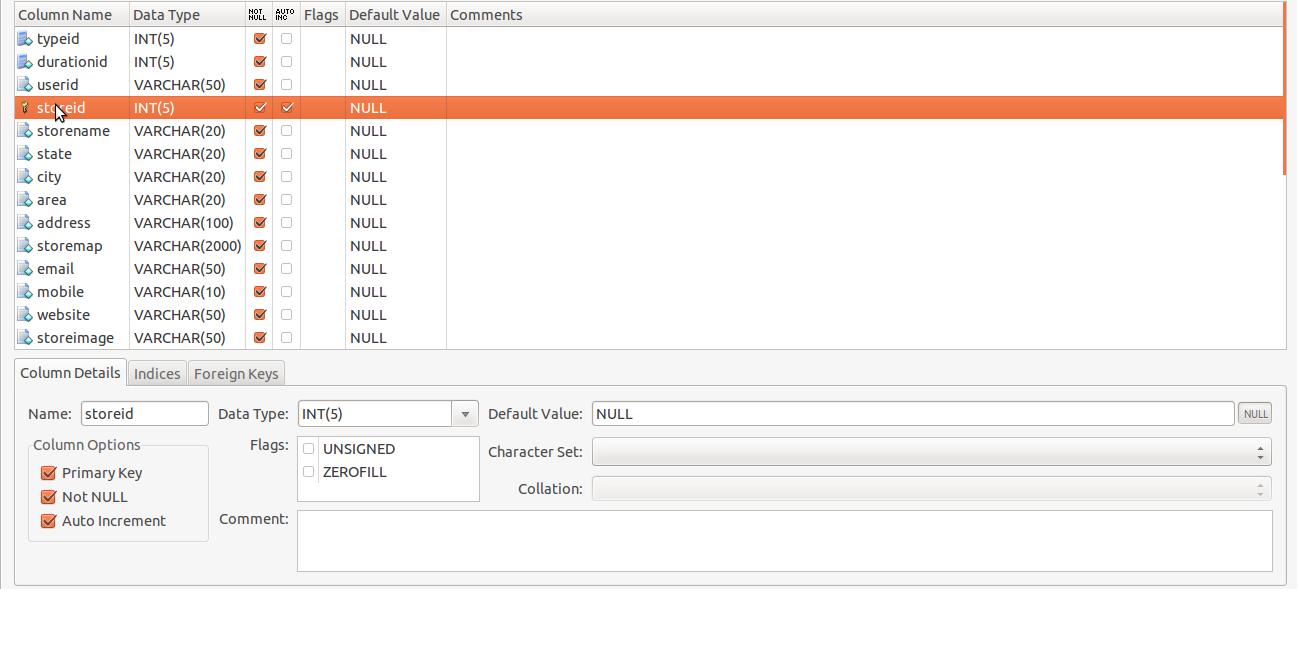 Column Name Data Type NOT NULL AUTO INC Flags Default Value Comments
typeid INT(5) NULL
durationid INT(5) NULL
userid VARCHAR(50) NULL
storeid INT(5) NULL
storename VARCHAR(20) NULL
state VARCHAR(20) NULL
city VARCHAR(20) NULL
area VARCHAR(20) NULL
address VARCHAR(100) NULL
storemap VARCHAR(2000) NULL
email VARCHAR(50) NULL
mobile VARCHAR(10) NULL
website VARCHAR(50) NULL
storeimage VARCHAR(50) NULL
Column Details Indices Foreign Keys
Name: storeid Data Type: INT(5) Default Value: NULL NULL
Column Options Flags: UNSIGNED Character Set:
Primary Key ZEROFILL
Not NULL Collation:
Auto Increment Comment: